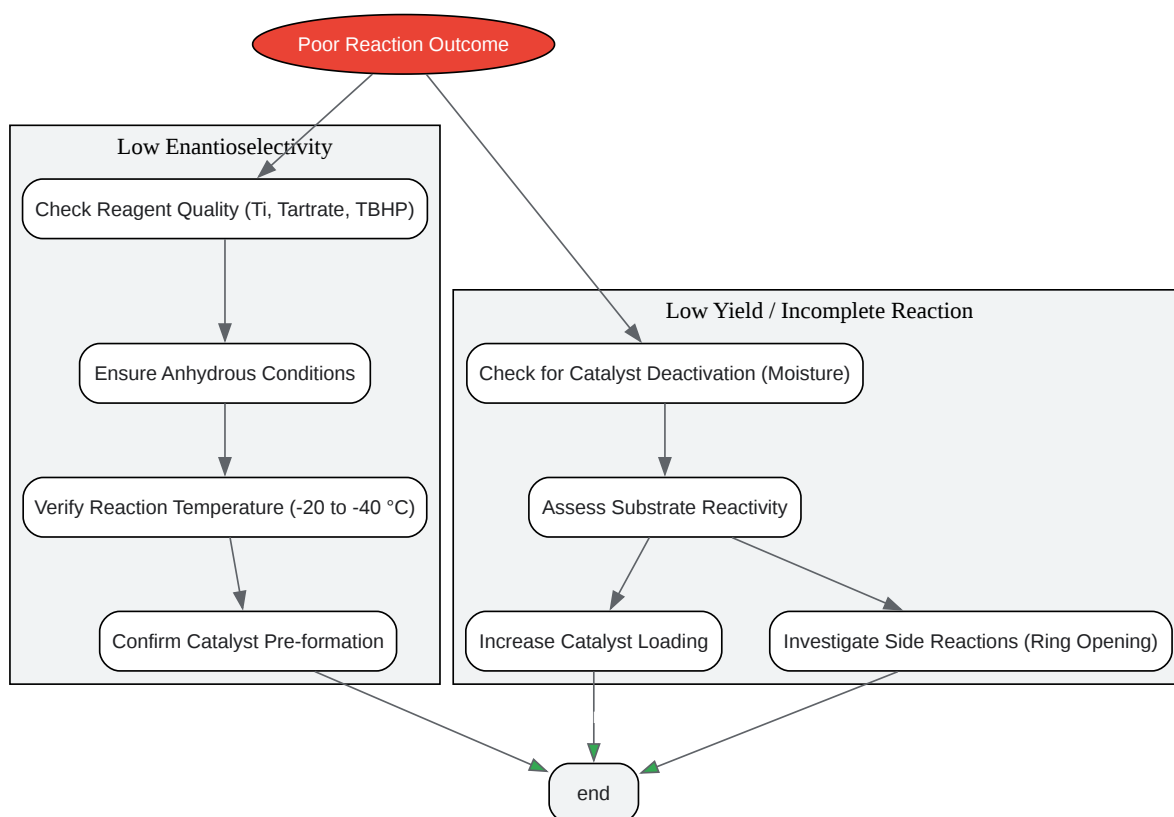 Poor Reaction Outcome
Low Enantioselectivity
Check Reagent Quality (Ti, Tartrate, TBHP)
Ensure Anhydrous Conditions
Verify Reaction Temperature (-20 to -40 °C)
Confirm Catalyst Pre-formation
Low Yield / Incomplete Reaction
Check for Catalyst Deactivation (Moisture)
Assess Substrate Reactivity
Increase Catalyst Loading
Investigate Side Reactions (Ring Opening)
end